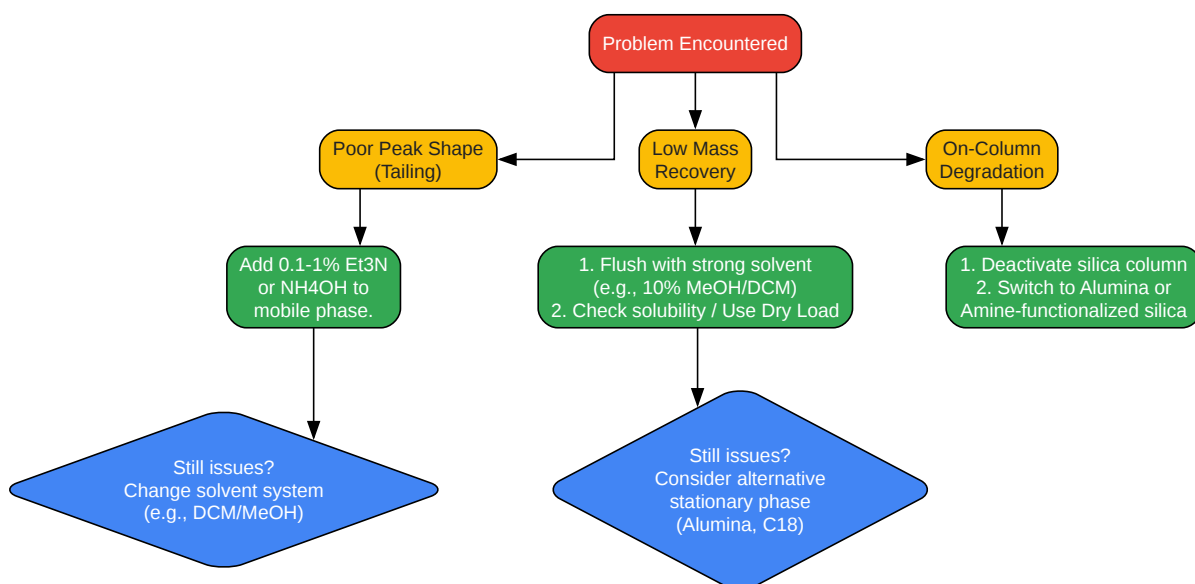 Problem Encountered
Poor Peak Shape
(Tailing)
Low Mass
Recovery
On-Column
Degradation
Add 0.1-1% Et3N
or NH4OH to
mobile phase.
1. Flush with strong solvent
(e.g., 10% MeOH/DCM)
2. Check solubility / Use Dry Load
1. Deactivate silica column
2. Switch to Alumina or
Amine-functionalized silica
Still issues?
Change solvent system
(e.g., DCM/MeOH)
Still issues?
Consider alternative
stationary phase
(Alumina, C18)